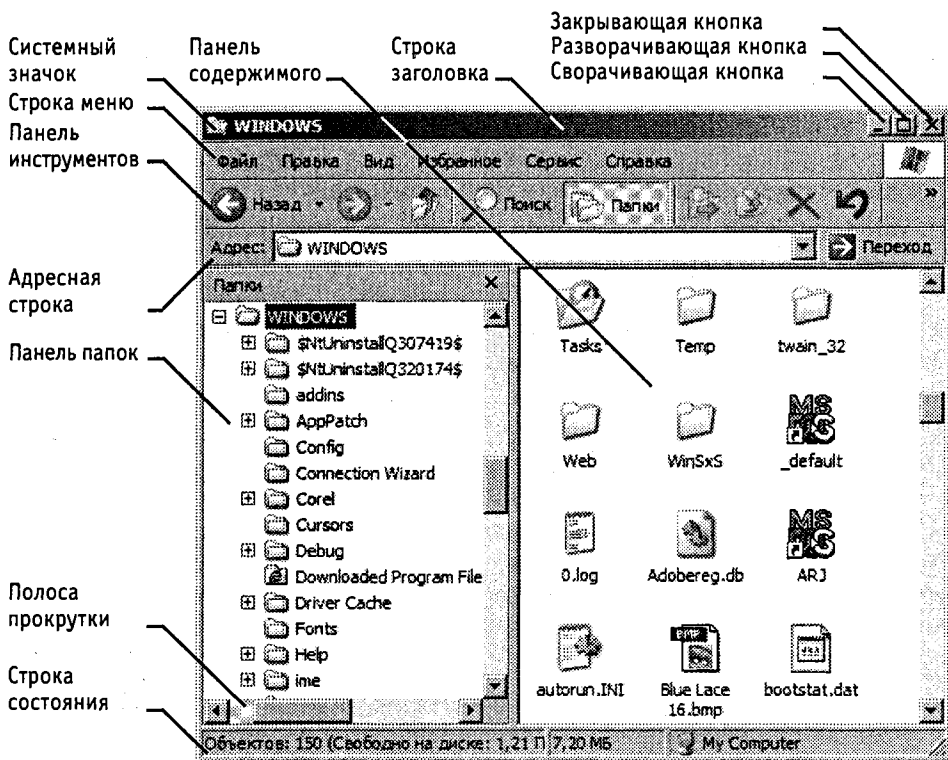 Закрывающая кнопка
Разворачивающая кнопка
Сворачивающая кнопка
Системный
значок
Панель
содержимого
Строка
заголовка
Строка меню
Панель
инструментов
Адресная
строка
Панель папок
Полоса
прокрутки
Строка
состояния
WINDOWS
Файл Правка Вид Избранное Сервис Справка
Назад Поиск Папки »
Адрес: WINDOWS Переход
Папки
WINDOWS
$NtUninstallQ307419$
$NtUninstallQ320174$
addins
AppPatch
Config
Connection Wizard
Corel
Cursors
Debug
Downloaded Program File
Driver Cache
Fonts
Help
ime
Tasks Temp twain_32
Web WinSxS _default
0.log Adobereg.db ARJ
autorun.INI Blue Lace bootstat.dat
16.bmp
Объектов: 150 (Свободно на диске: 1,21 Г 7,20 МБ My Computer